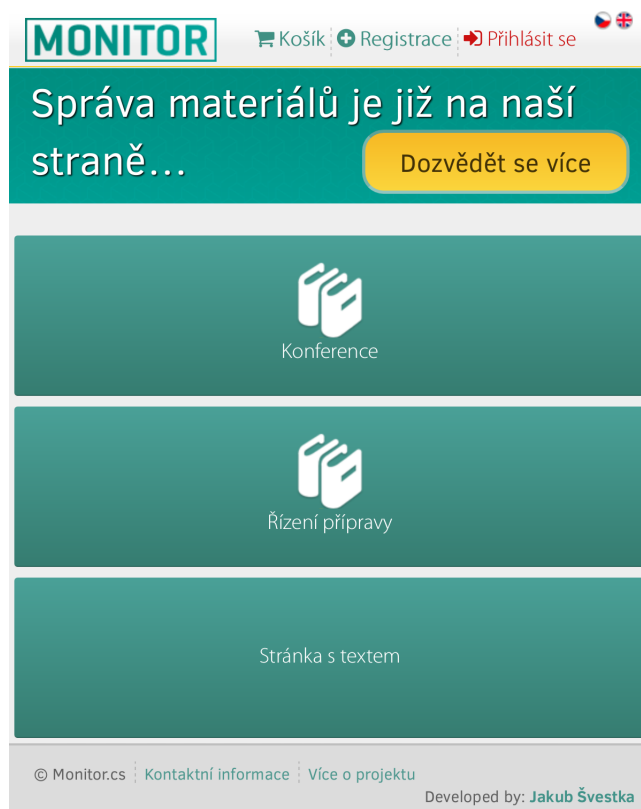 MONITOR
Košík
Registrace
Přihlásit se
Správa materiálů je již na naší
straně...
Dozvědět se více
Konference
Řízení přípravy
Stránka s textem
© Monitor.cs
Kontaktní informace
Více o projektu
Developed by: Jakub Švestka